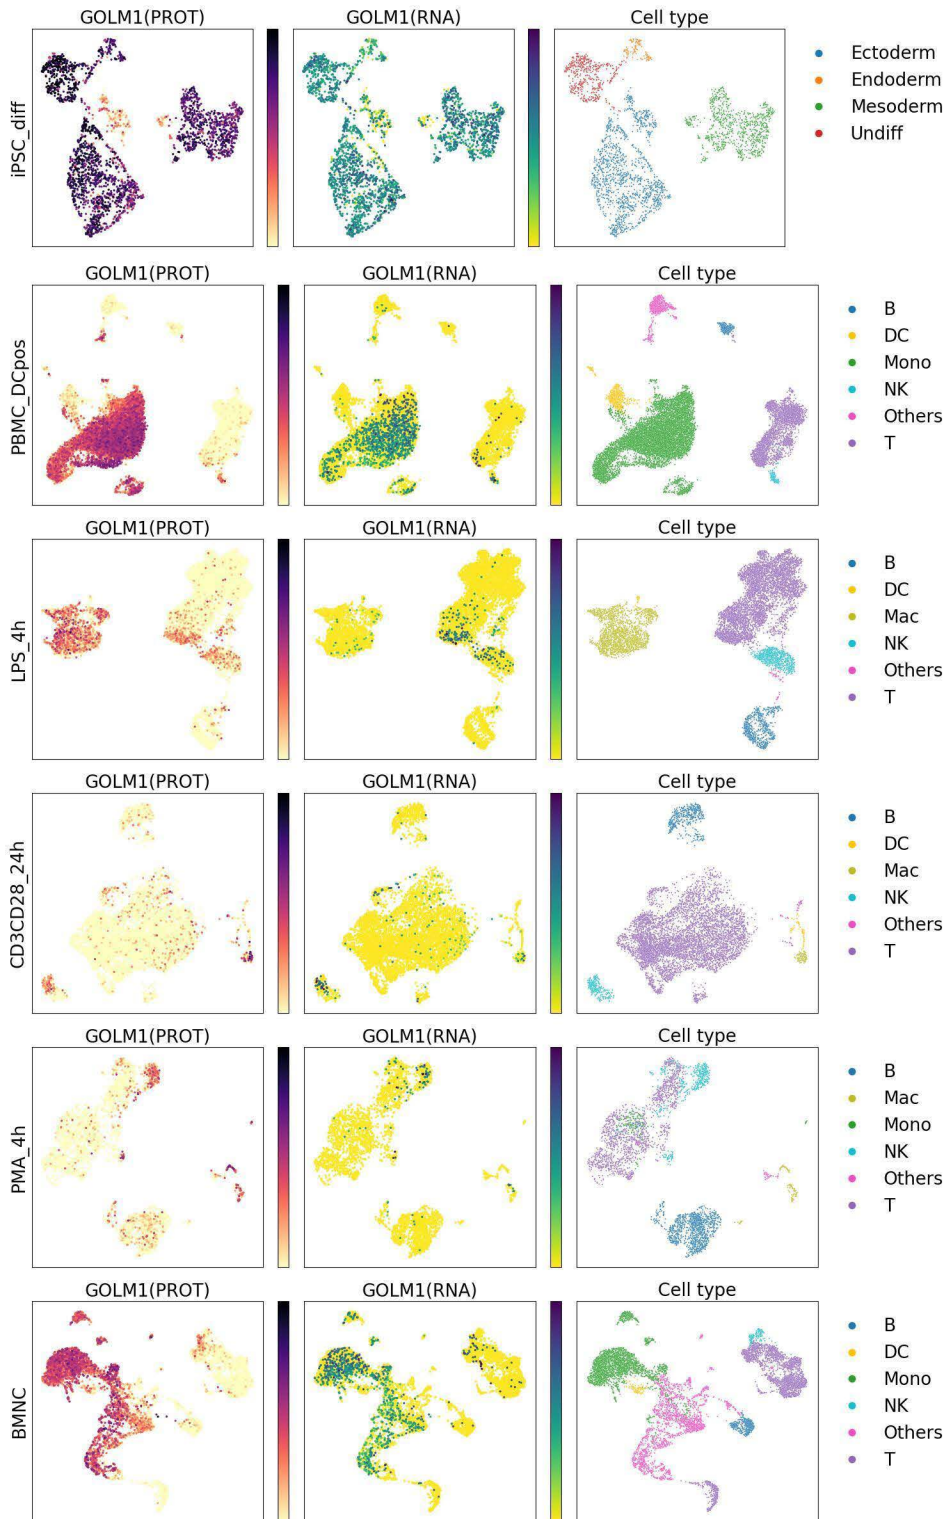 GOLM1(PROT) GOLM1(RNA) Cell type
iPSC_diff
Ectoderm
Endoderm
Mesoderm
Undiff
GOLM1(PROT) GOLM1(RNA) Cell type
PBMC_DCpos
B
DC
Mono
NK
Others
T
GOLM1(PROT) GOLM1(RNA) Cell type
LPS_4h
B
DC
Mac
NK
Others
T
GOLM1(PROT) GOLM1(RNA) Cell type
CD3CD28_24h
B
DC
Mac
NK
Others
T
GOLM1(PROT) GOLM1(RNA) Cell type
PMA_4h
B
Mac
Mono
NK
Others
T
GOLM1(PROT) GOLM1(RNA) Cell type
BMNC
B
DC
Mono
NK
Others
T